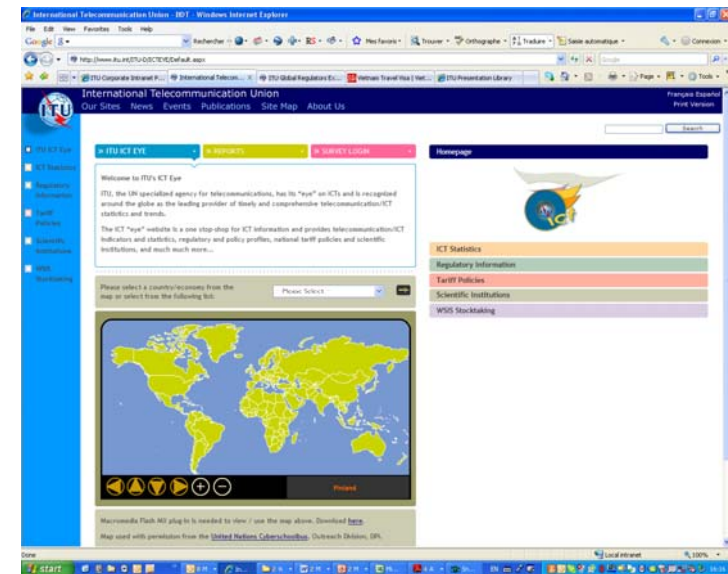 International Telecommunication Union - BDT - Windows Internet Explorer
File Edit View Favorites Tools Help
Google
Rechercher
Mes favoris
Trouver
Orthographe
Traduire
Saisie automatique
Connexion
http://www.itu.int/ITU-D/ICTEYE/Default.aspx
Google
ITU Corporate Intranet P...
International Telecom...
ITU Global Regulators Ex...
Vietnam Travel Visa | Viet...
ITU Presentation Library
Page
Tools
International Telecommunication Union
Français Español
Our Sites News Events Publications Site Map About Us
Print Version
ITU
Search
ITU ICT Eye
ICT Statistics
Regulatory
Information
Tariff
Policies
Scientific
Institutions
WSIS
Stocktaking
» ITU ICT EYE
» REPORTS
» SURVEY LOGIN
Homepage
Welcome to ITU's ICT Eye
ITU, the UN specialized agency for telecommunications, has its "eye" on ICTs and is recognized
around the globe as the leading provider of timely and comprehensive telecommunication/ICT
statistics and trends.
The ICT "eye" website is a one stop-shop for ICT information and provides telecommunication/ICT
indicators and statistics, regulatory and policy profiles, national tariff policies and scientific
institutions, and much much more...
ict
ICT Statistics
Regulatory Information
Tariff Policies
Scientific Institutions
WSIS Stocktaking
Please select a country/economy from the
map or select from the following list:
Please Select
Finland
Macromedia Flash MX plug-in is needed to view / use the map above. Download here.
Map used with permission from the United Nations Cyberschoolbus, Outreach Division, DPI.
Done
Local intranet
100%
start
EN